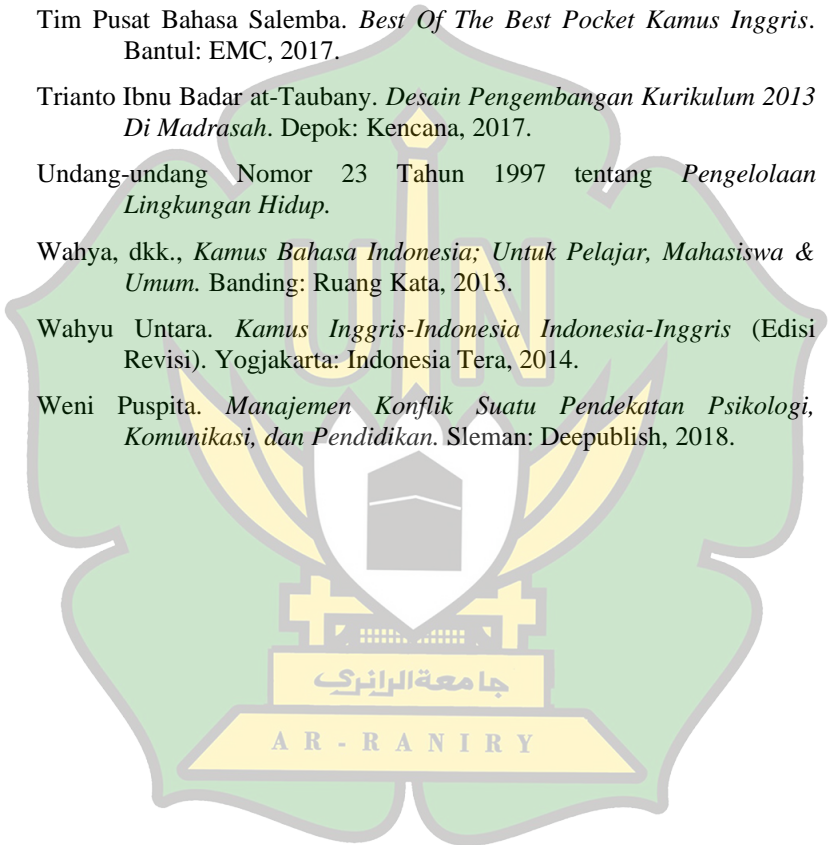 Tim Pusat Bahasa Salemba. Best Of The Best Pocket Kamus Inggris.
Bantul: EMC, 2017.
Trianto Ibnu Badar at-Taubany. Desain Pengembangan Kurikulum 2013
Di Madrasah. Depok: Kencana, 2017.
Undang-undang Nomor 23 Tahun 1997 tentang Pengelolaan
Lingkungan Hidup.
Wahya, dkk., Kamus Bahasa Indonesia; Untuk Pelajar, Mahasiswa &
Umum. Banding: Ruang Kata, 2013.
Wahyu Untara. Kamus Inggris-Indonesia Indonesia-Inggris (Edisi
Revisi). Yogjakarta: Indonesia Tera, 2014.
Weni Puspita. Manajemen Konflik Suatu Pendekatan Psikologi,
Komunikasi, dan Pendidikan. Sleman: Deepublish, 2018.
UIN
جامعةالرانري
AR-RANIRY